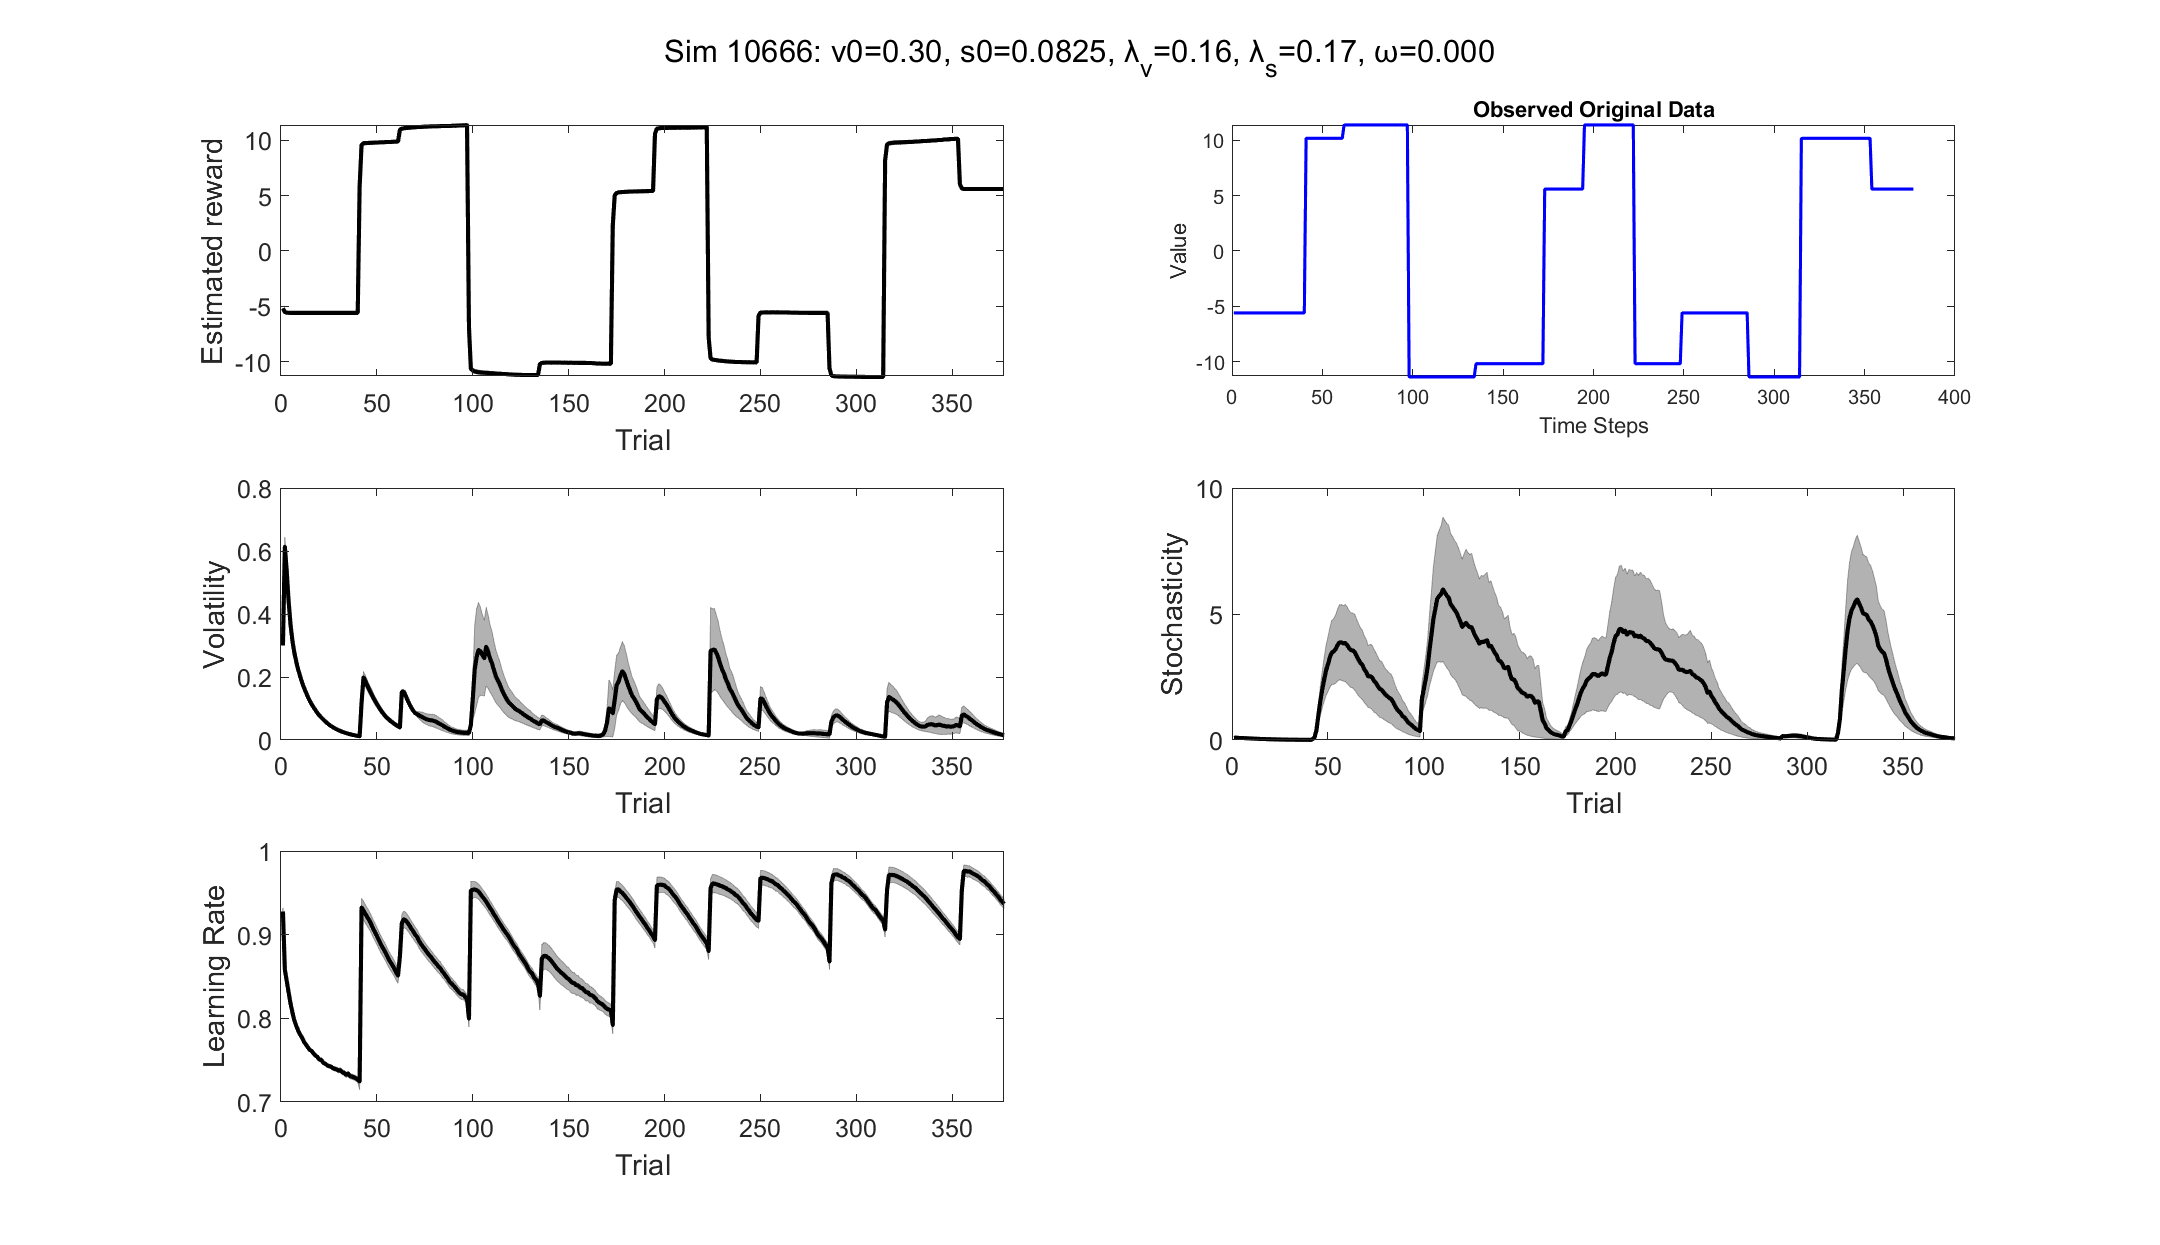 Sim 10666: v0=0.30, s0=0.0825, λ_v=0.16, λ_s=0.17, ω=0.000
Estimated reward
10
5
0
-5
-10
0 50 100 150 200 250 300 350
Trial
Observed Original Data
Value
10
5
0
-5
-10
0 50 100 150 200 250 300 350 400
Time Steps
Volatility
0.8
0.6
0.4
0.2
0
0 50 100 150 200 250 300 350
Trial
Stochasticity
10
5
0
0 50 100 150 200 250 300 350
Trial
Learning Rate
1
0.9
0.8
0.7
0 50 100 150 200 250 300 350
Trial